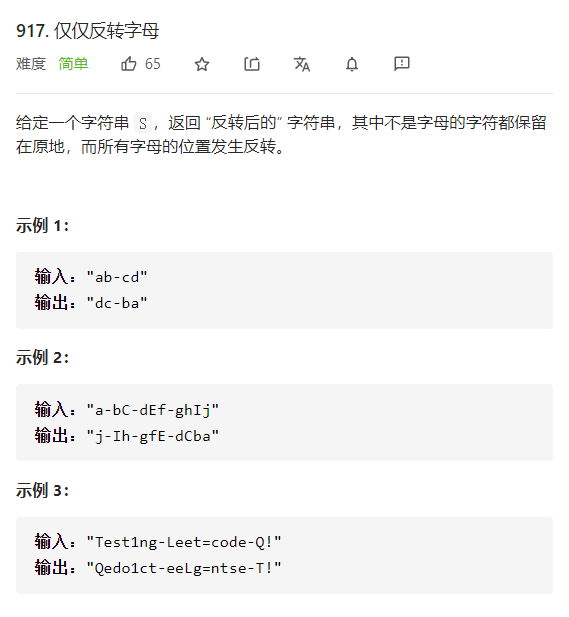 917. 仅仅反转字母
难度 简单 65
给定一个字符串 S，返回 “反转后的” 字符串，其中不是字母的字符都保留
在原地，而所有字母的位置发生反转。
示例 1：
输入："ab-cd"
输出："dc-ba"
示例 2：
输入："a-bC-dEf-ghIj"
输出："j-Ih-gfE-dCba"
示例 3：
输入："Test1ng-Leet=code-Q!"
输出："Qedo1ct-eeLg=ntse-T!"